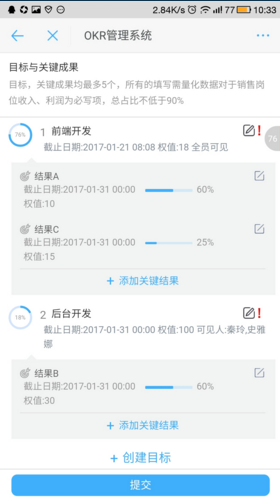 2.84K/s 4G 77 10:33
OKR管理系统
目标与关键成果
目标，关键成果均最多5个，所有的填写需量化数据对于销售岗
位收入、利润为必写项，总占比不低于90%
76% 1 前端开发 !
截止日期:2017-01-21 08:08 权值:18 全员可见
76
结果A
截止日期:2017-01-31 00:00 60%
权值:10
结果C
截止日期:2017-01-31 00:00 25%
权值:15
+ 添加关键结果
18% 2 后台开发 !
截止日期:2017-01-31 00:00 权值:100 可见人:秦玲,史雅
娜
结果B
截止日期:2017-01-31 00:00 60%
权值:30
+ 添加关键结果
+ 创建目标
提交